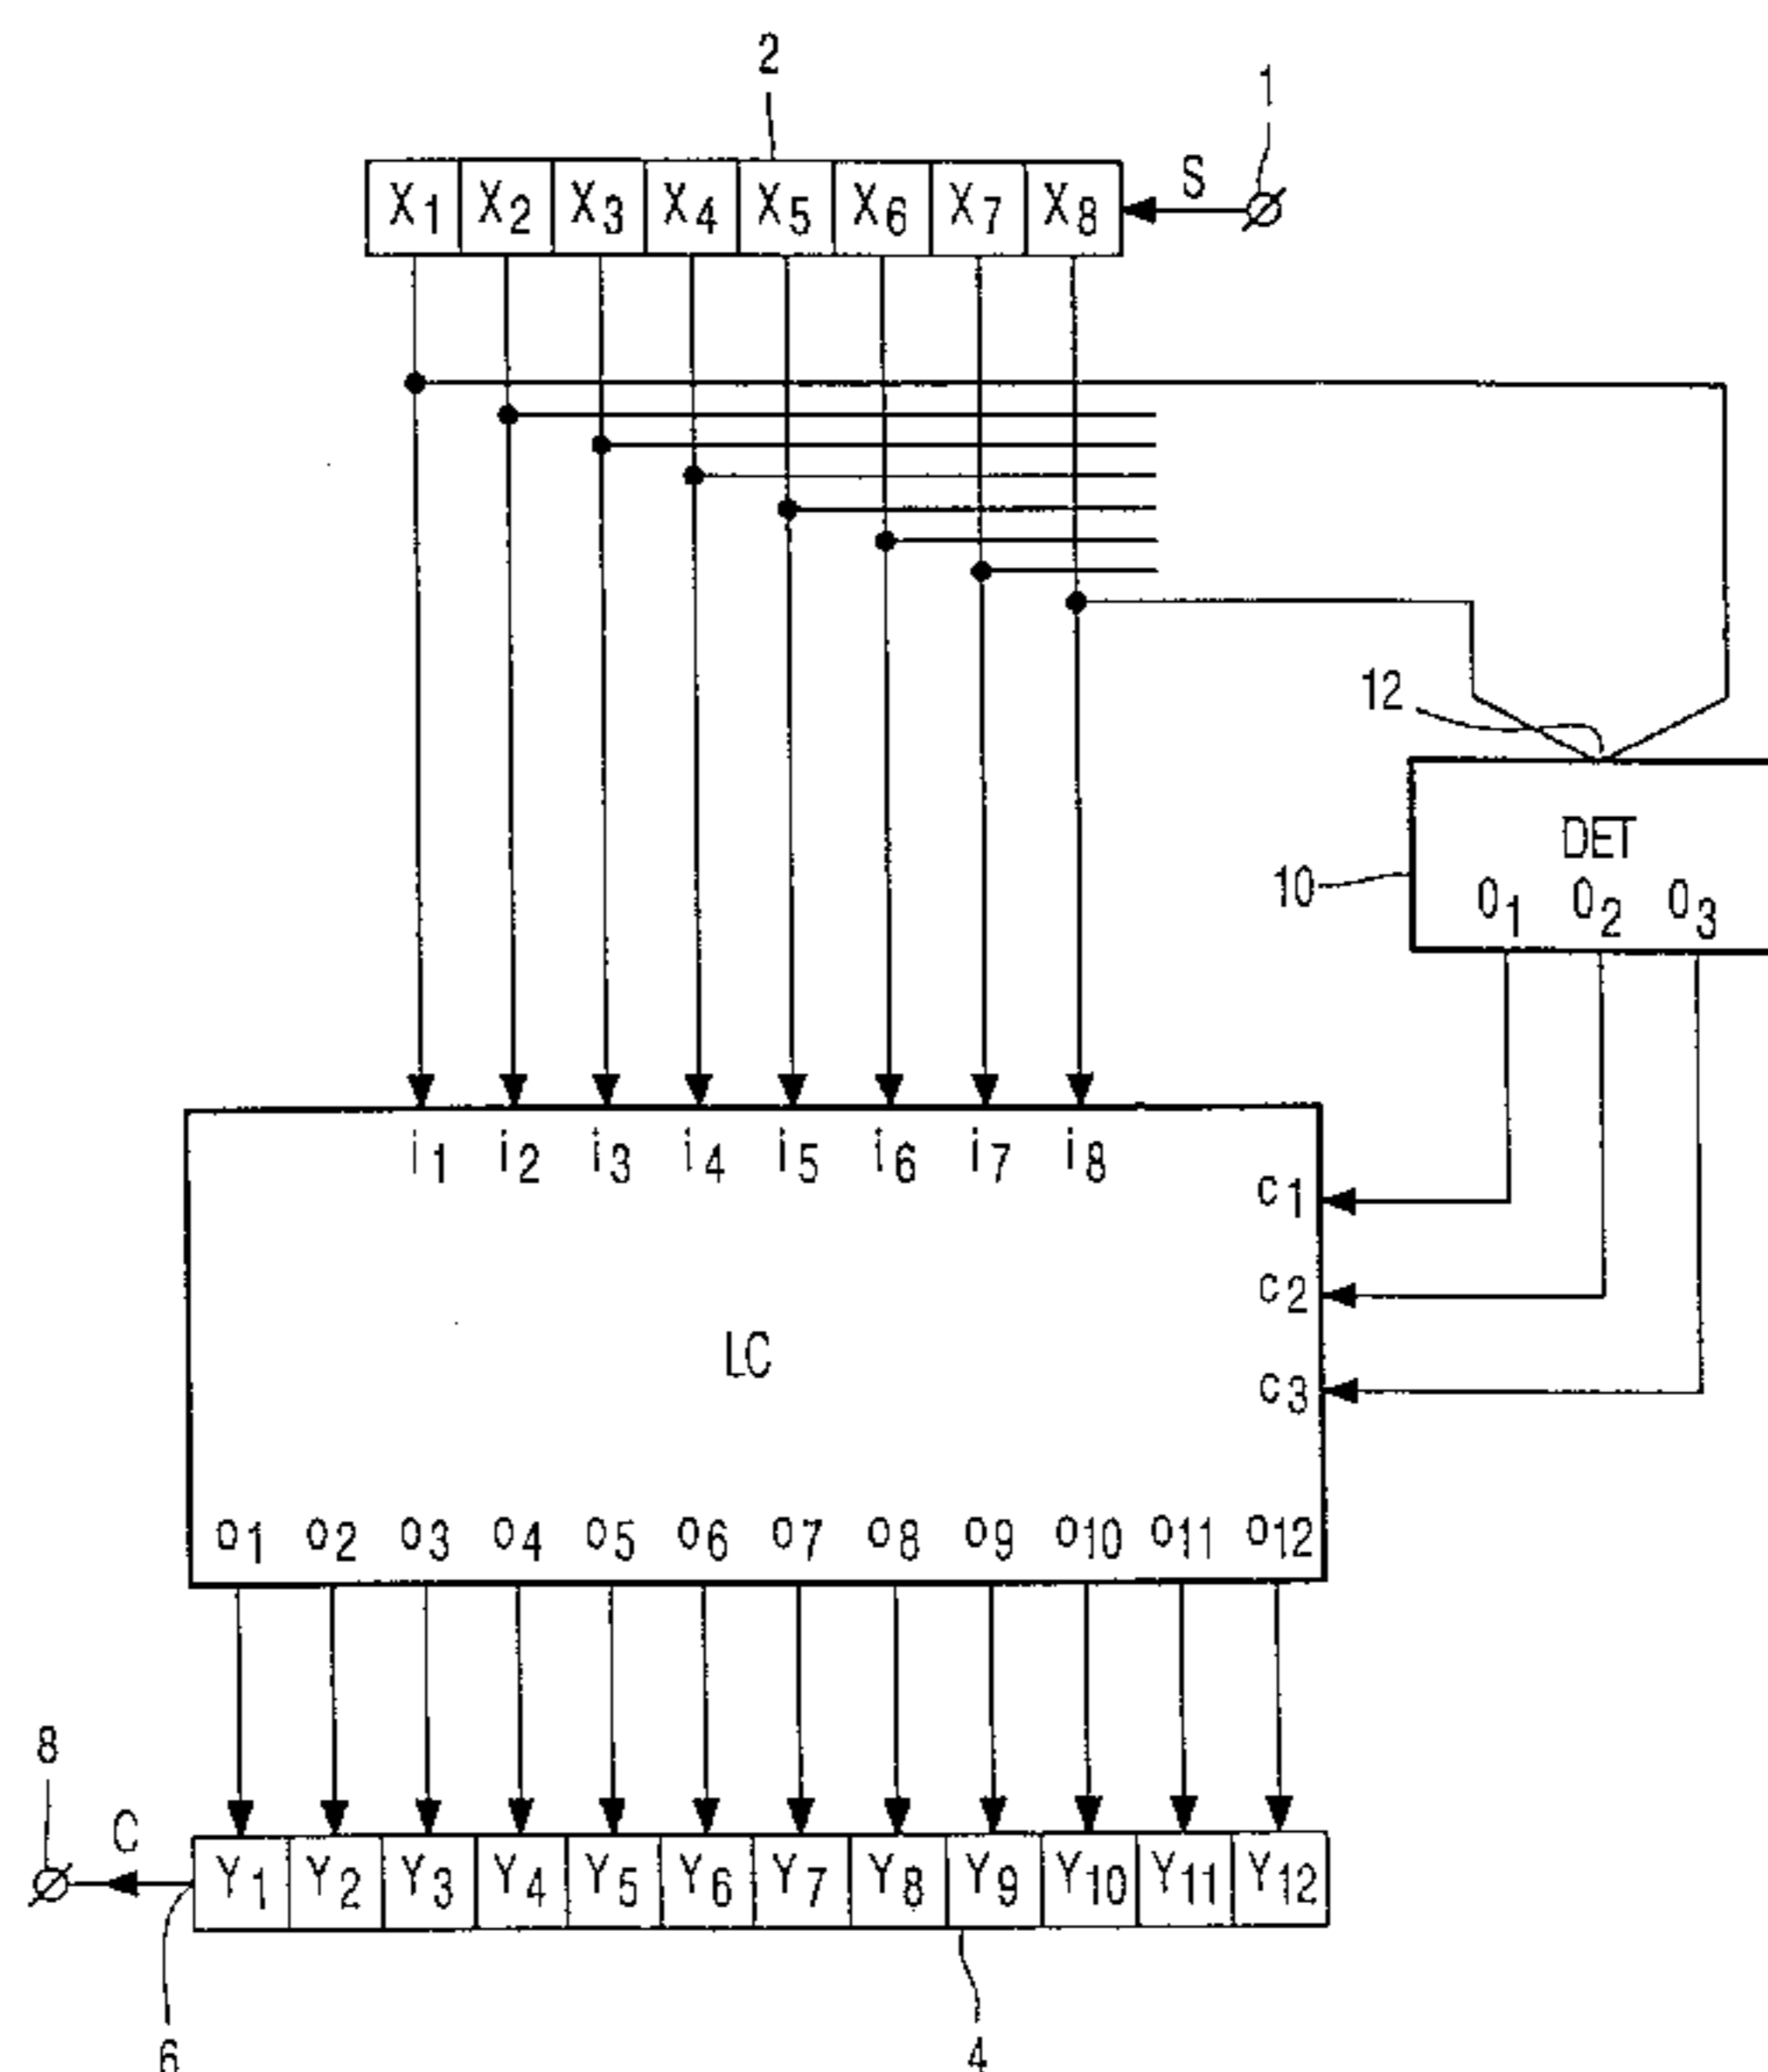 2
1
X1 X2 X3 X4 X5 X6 X7 X8
S
12
DET
10
O1 O2 O3
i1 i2 i3 i4 i5 i6 i7 i8
c1
c2
LC
c3
o1 o2 o3 o4 o5 o6 o7 o8 o9 o10 o11 o12
8
C
Y1 Y2 Y3 Y4 Y5 Y6 Y7 Y8 Y9 Y10 Y11 Y12
6
4